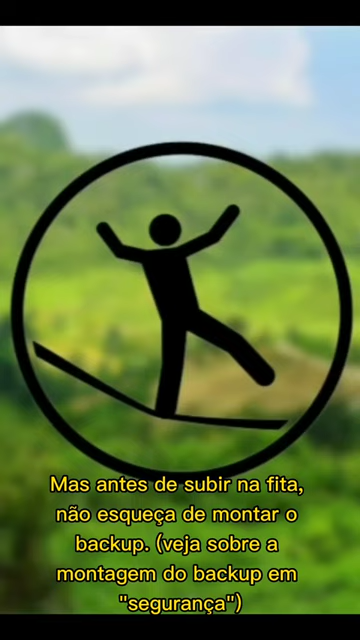 Mas antes de subir na fita,
não esqueça de montar o
backup. (veja sobre a
montagem do backup em
"segurança")